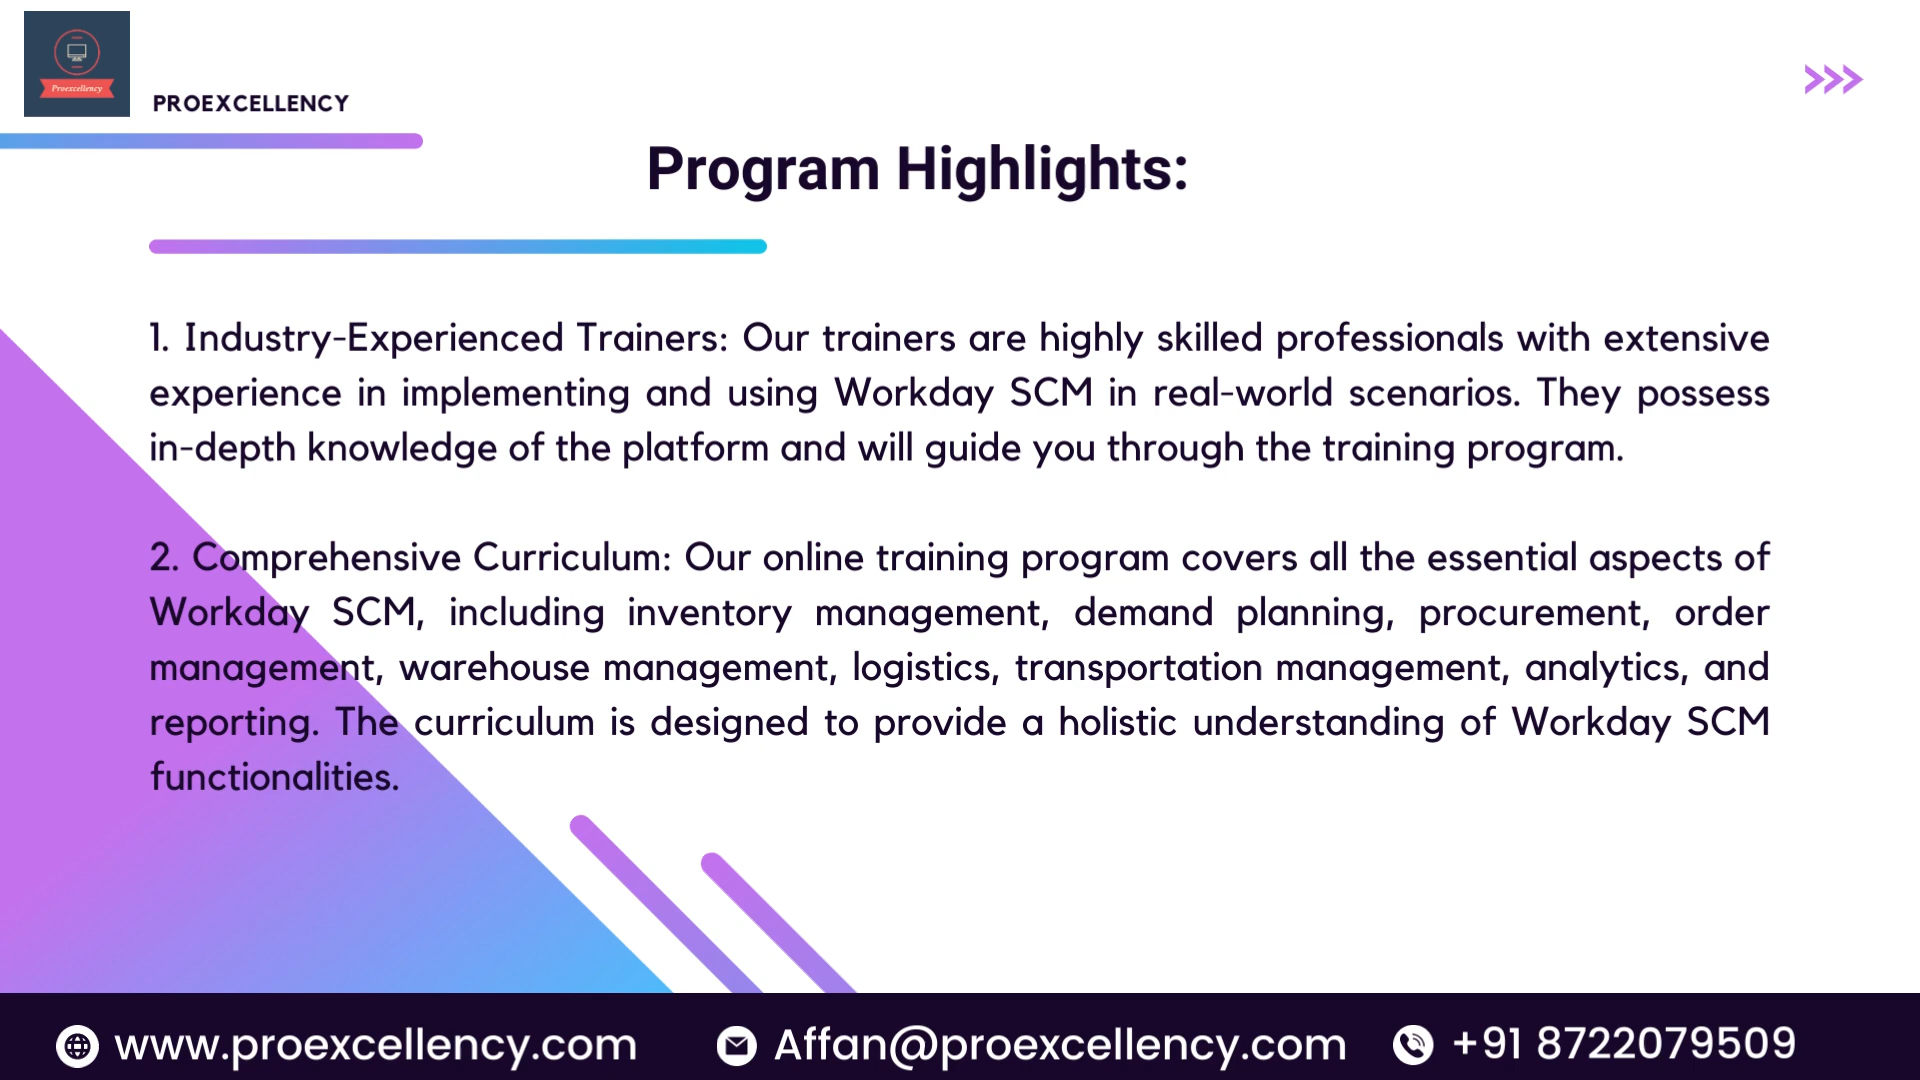 Proexcellency
PROEXCELLENCY
Program Highlights:
1. Industry-Experienced Trainers: Our trainers are highly skilled professionals with extensive
experience in implementing and using Workday SCM in real-world scenarios. They possess
in-depth knowledge of the platform and will guide you through the training program.
2. Comprehensive Curriculum: Our online training program covers all the essential aspects of
Workday SCM, including inventory management, demand planning, procurement, order
management, warehouse management, logistics, transportation management, analytics, and
reporting. The curriculum is designed to provide a holistic understanding of Workday SCM
functionalities.
www.proexcellency.com
Affan@proexcellency.com
+91 8722079509